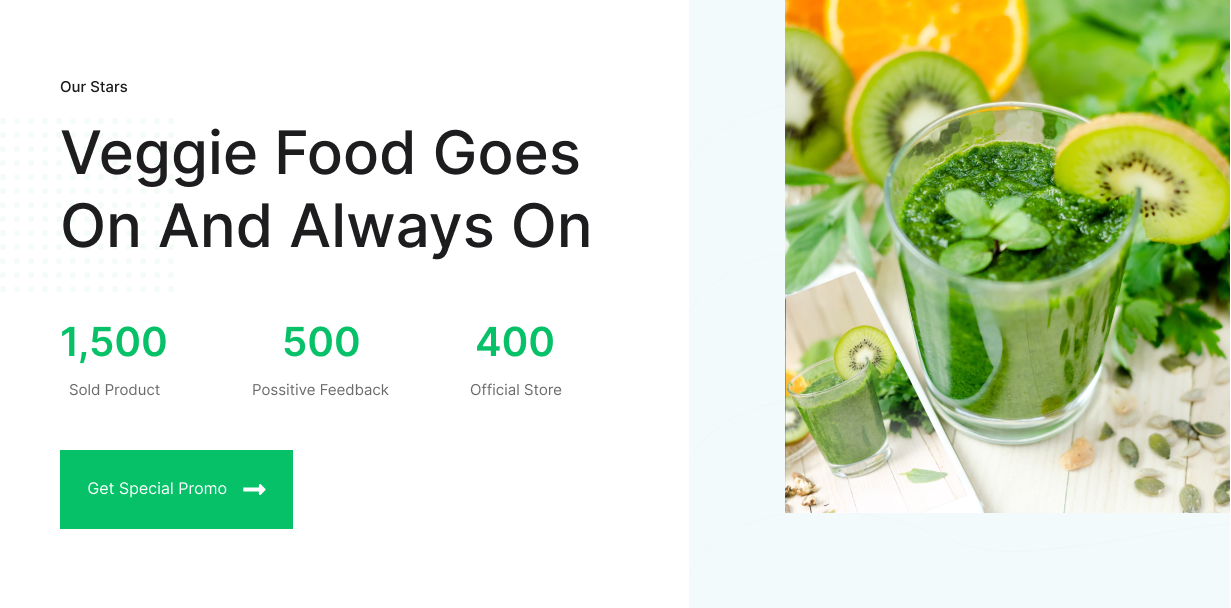 Our Stars
Veggie Food Goes
On And Always On
1,500
500
400
Sold Product
Possitive Feedback
Official Store
Get Special Promo